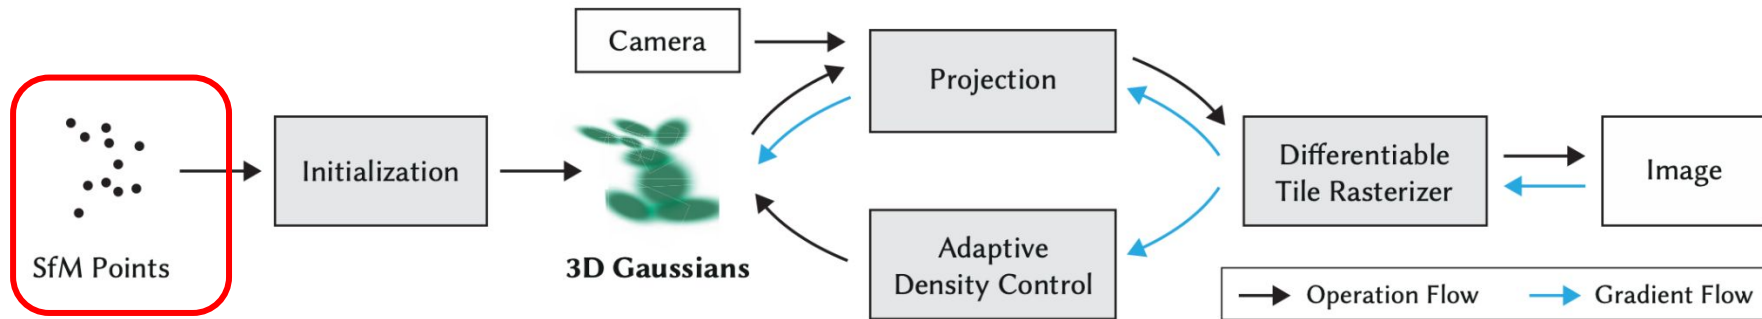 SfM Points
Initialization
3D Gaussians
Camera
Projection
Adaptive
Density Control
Differentiable
Tile Rasterizer
Image
Operation Flow
Gradient Flow